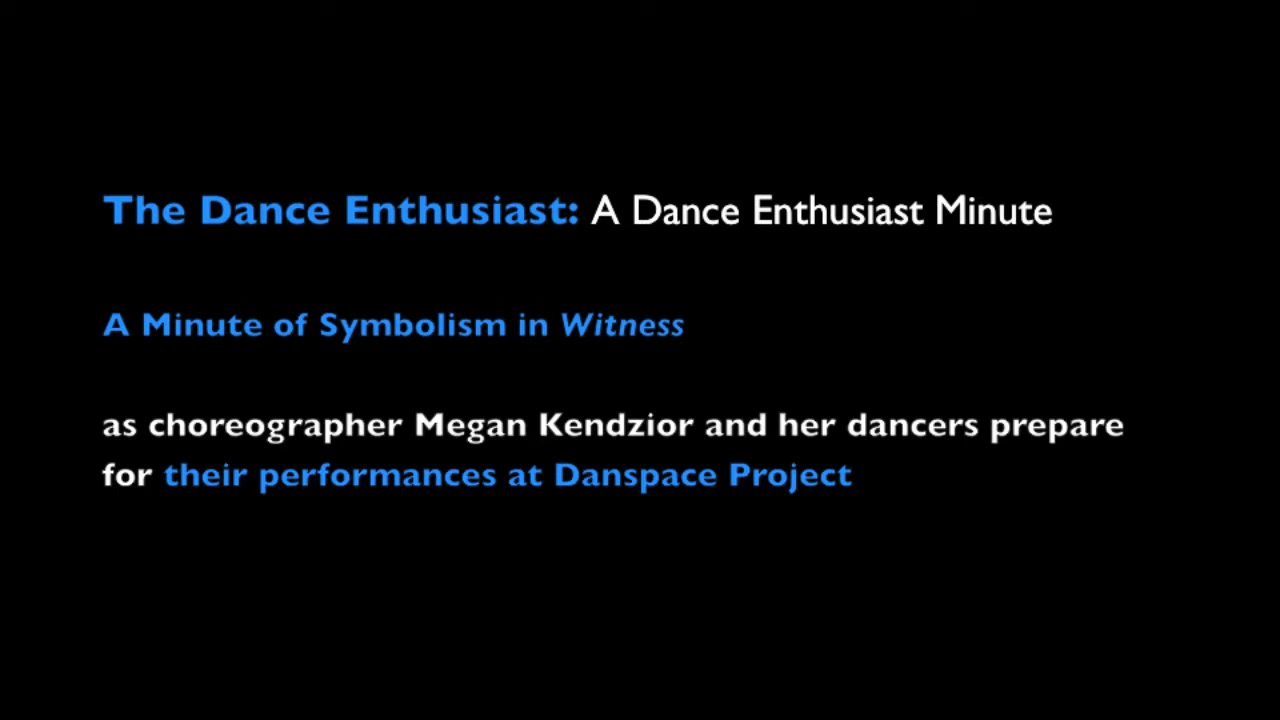 The Dance Enthusiast: A Dance Enthusiast Minute
A Minute of Symbolism in Witness
as choreographer Megan Kendzior and her dancers prepare
for their performances at Danspace Project